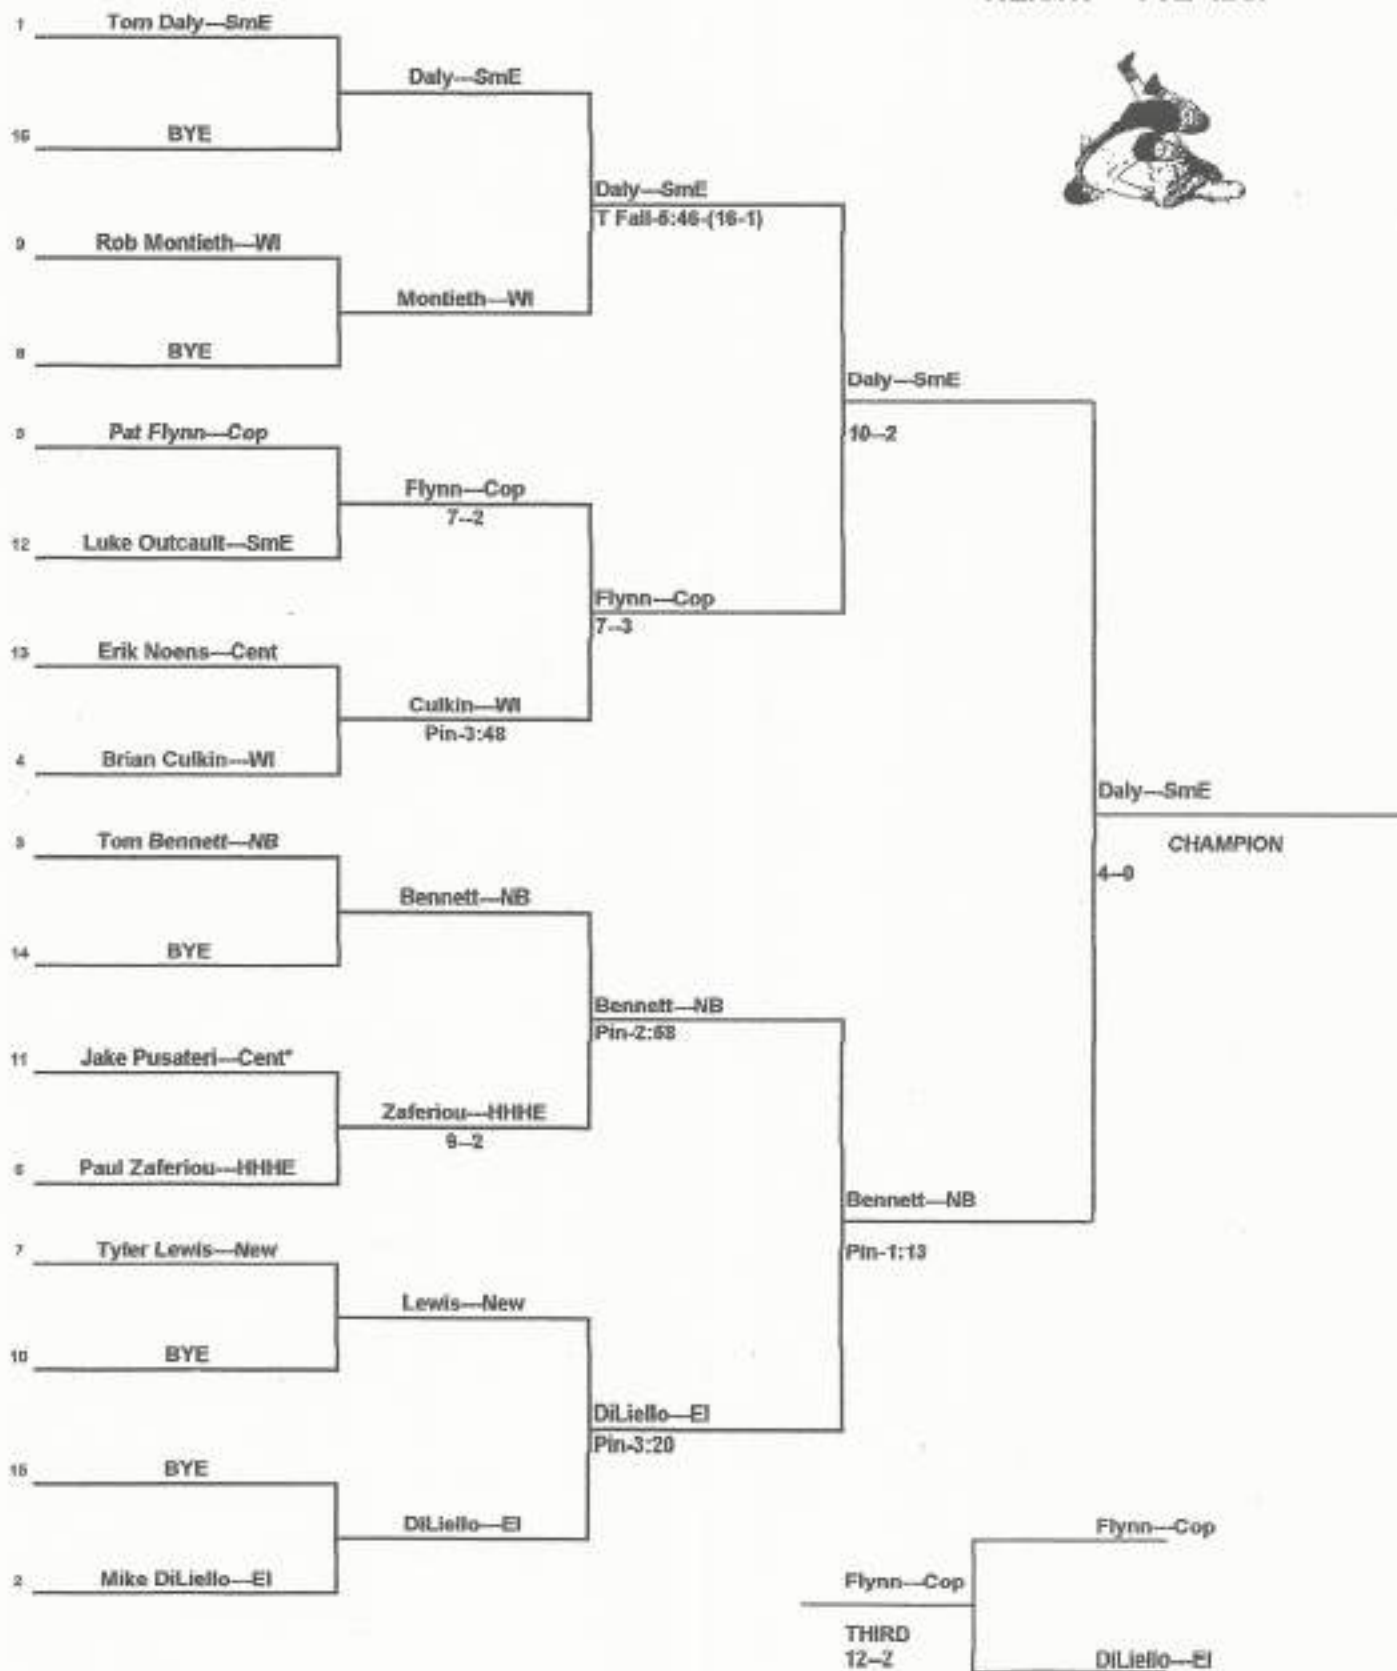 1 Tom Daly---SmE
Daly---SmE
16 BYE
Daly---SmE
T Fall-5:46-(16-1)
9 Rob Montieth---WI
Montieth---WI
8 BYE
Daly---SmE
10--2
5 Pat Flynn---Cop
Flynn---Cop
7--2
12 Luke Outcault---SmE
Flynn---Cop
7--3
13 Erik Noens---Cent
Culkin---WI
Pin-3:48
4 Brian Culkin---WI
Daly---SmE
CHAMPION
4--0
3 Tom Bennett---NB
Bennett---NB
14 BYE
Bennett---NB
11 Jake Pusateri---Cent*
Zaferiou---HHHE
9--2
6 Paul Zaferiou---HHHE
Bennett---NB
Pin-1:13
7 Tyler Lewis---New
Lewis---New
10 BYE
DiLiello---EI
Pin-3:20
15 BYE
DiLiello---EI
2 Mike DiLiello---EI
Flynn---Cop
Flynn---Cop
THIRD
12--2
DiLiello---EI